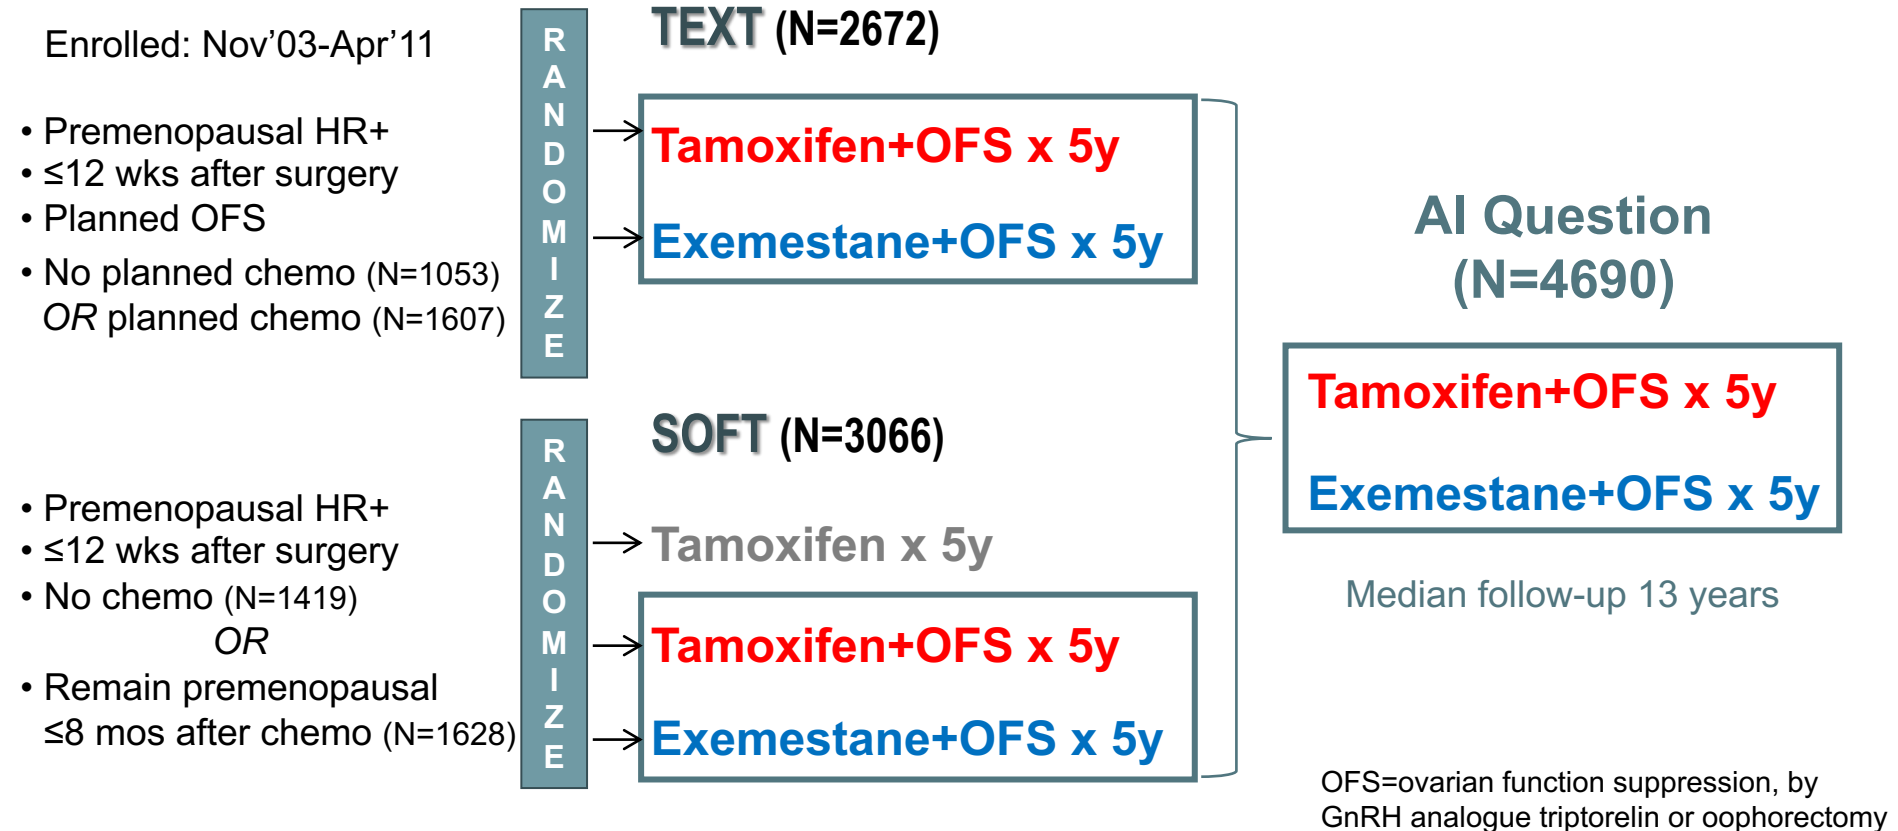 Enrolled: Nov’03-Apr’11
• Premenopausal HR+
• ≤12 wks after surgery
• Planned OFS
• No planned chemo (N=1053)
OR planned chemo (N=1607)
RANDOMIZE
TEXT (N=2672)
Tamoxifen+OFS x 5y
Exemestane+OFS x 5y
• Premenopausal HR+
• ≤12 wks after surgery
• No chemo (N=1419)
OR
• Remain premenopausal
≤8 mos after chemo (N=1628)
RANDOMIZE
SOFT (N=3066)
Tamoxifen x 5y
Tamoxifen+OFS x 5y
Exemestane+OFS x 5y
AI Question
(N=4690)
Tamoxifen+OFS x 5y
Exemestane+OFS x 5y
Median follow-up 13 years
OFS=ovarian function suppression, by
GnRH analogue triptorelin or oophorectomy